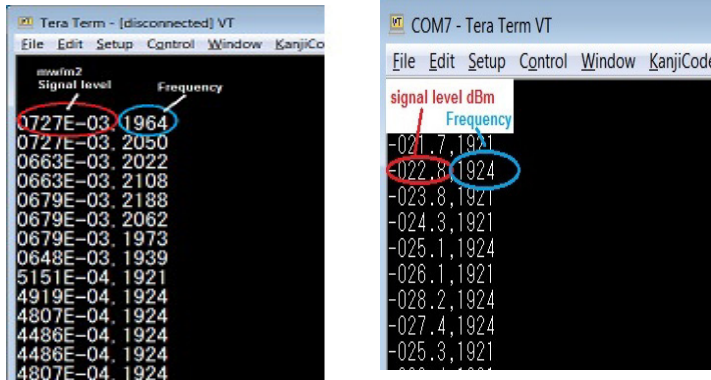 Tera Term - [disconnected] VT
File Edit Setup Control Window KanjiCo
mwfm2
Signal level
Frequency
0727E-03, 1964
0727E-03, 2050
0663E-03, 2022
0663E-03, 2108
0679E-03, 2188
0679E-03, 2062
0679E-03, 1973
0648E-03, 1939
5151E-04, 1921
4919E-04, 1924
4807E-04, 1924
4486E-04, 1924
4486E-04, 1924
4807E-04, 1924
COM7 - Tera Term VT
File Edit Setup Control Window KanjiCode
signal level dBm
Frequency
-021.7,1921
-022.8,1924
-023.8,1921
-024.3,1921
-025.1,1924
-026.1,1921
-028.2,1924
-027.4,1924
-025.3,1921